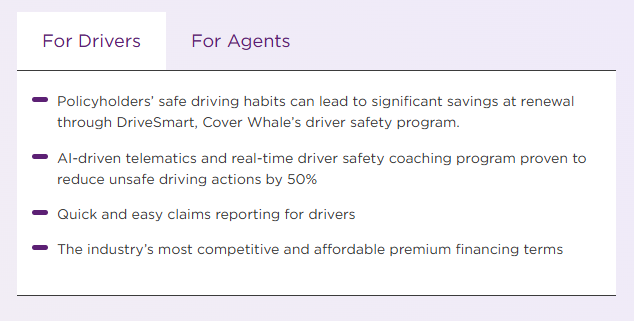 For Drivers
For Agents
Policyholders’ safe driving habits can lead to significant savings at renewal
through DriveSmart, Cover Whale’s driver safety program.
AI-driven telematics and real-time driver safety coaching program proven to
reduce unsafe driving actions by 50%
Quick and easy claims reporting for drivers
The industry’s most competitive and affordable premium financing terms